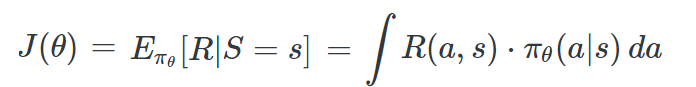 J(θ) = E_{π_θ}[R|S = s] = ∫ R(a, s) · π_θ(a|s) da